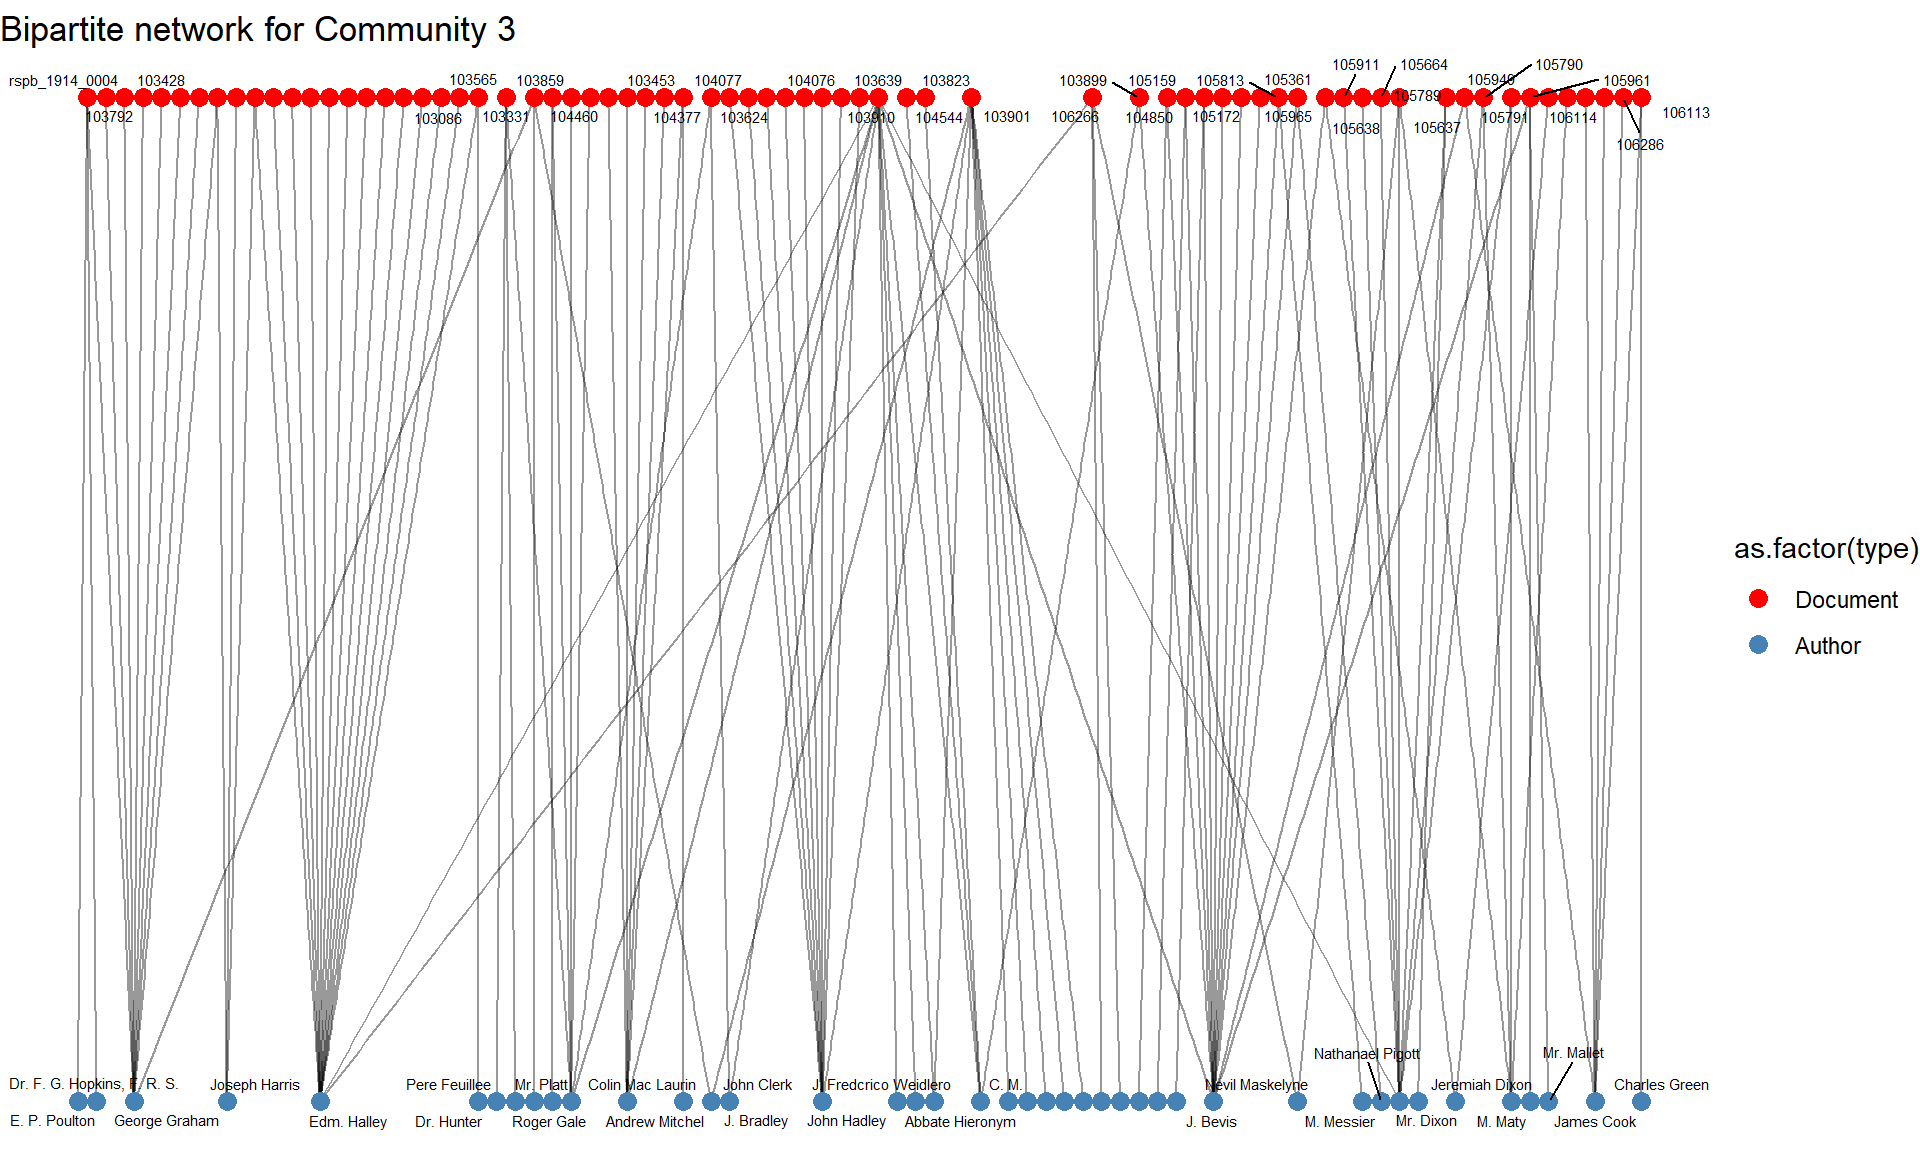 Bipartite network for Community 3
rspb_1914_0004 103428 103565 103859 103453 104077 104076 103639 103823 103899 105159 105813 105361 105911 105664 105949 105790 105961
103792 103086 103331 104460 104377 103624 103910 104544 103901 106266 104850 105172 105965 105789 105638 105637 105791 106114 106113
106286
as.factor(type)
Document
Author
Nathanael Pigott Mr. Mallet
Dr. F. G. Hopkins, F. R. S. Joseph Harris Pere Feuillee Mr. Platt Colin Mac Laurin John Clerk J. Fredcrico Weidlero C. M. Nevil Maskelyne Jeremiah Dixon Charles Green
E. P. Poulton George Graham Edm. Halley Dr. Hunter Roger Gale Andrew Mitchel J. Bradley John Hadley Abbate Hieronym J. Bevis M. Messier Mr. Dixon M. Maty James Cook